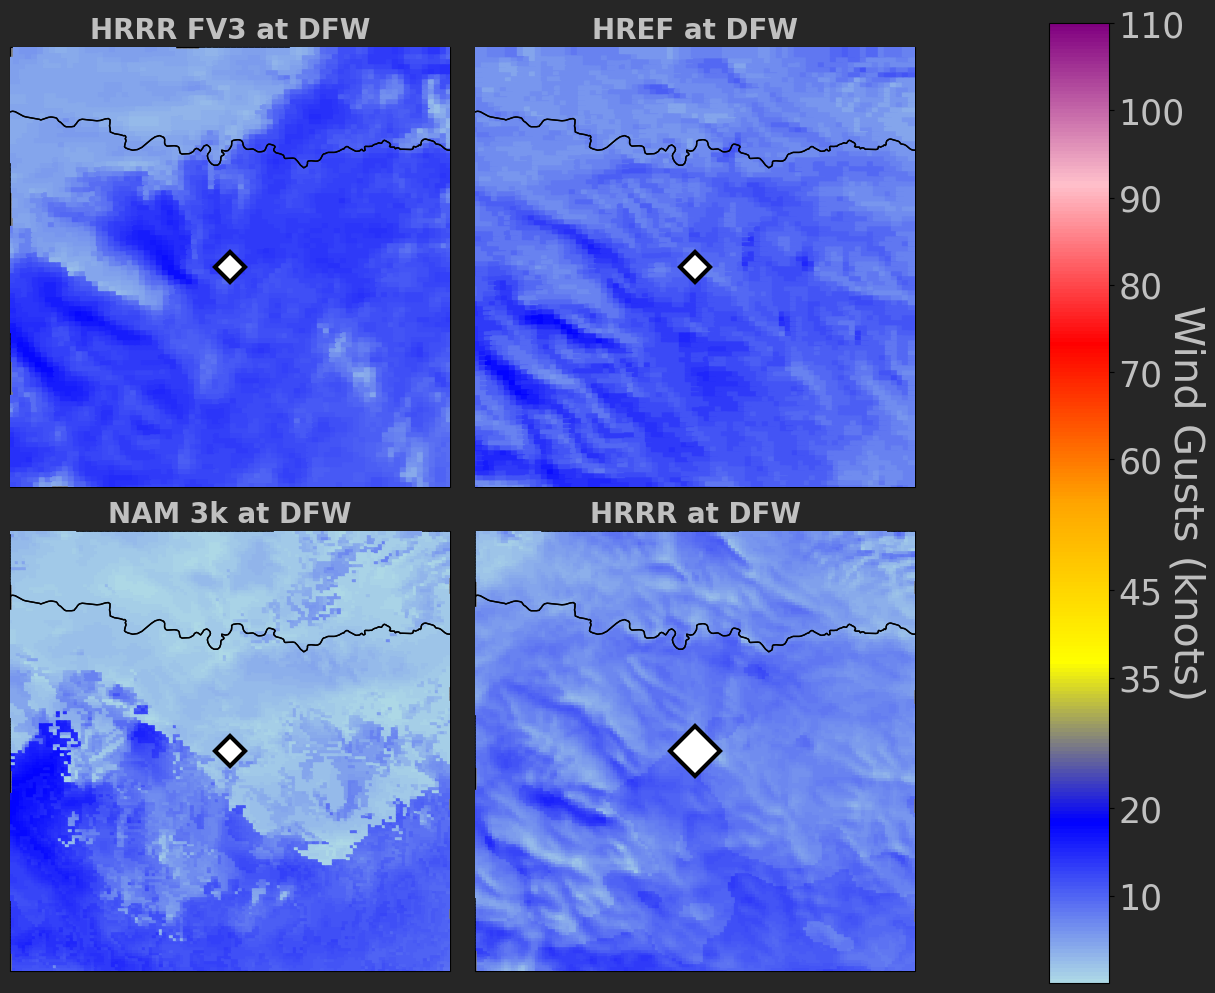 HRRR FV3 at DFW
HREF at DFW
NAM 3k at DFW
HRRR at DFW
110
100
90
80
70
60
45
35
20
10
Wind Gusts (knots)